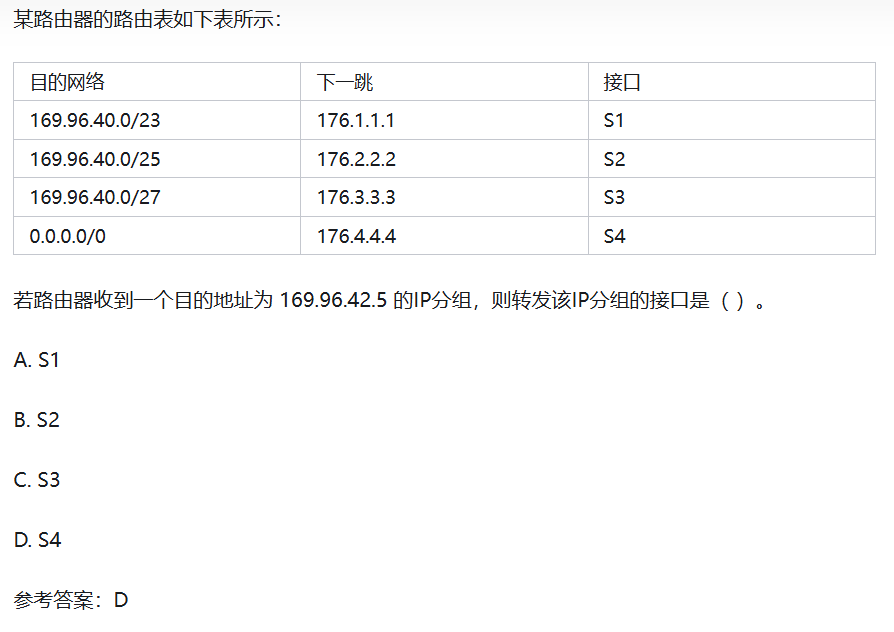 某路由器的路由表如下表所示：
目的网络 下一跳 接口
169.96.40.0/23 176.1.1.1 S1
169.96.40.0/25 176.2.2.2 S2
169.96.40.0/27 176.3.3.3 S3
0.0.0.0/0 176.4.4.4 S4
若路由器收到一个目的地址为 169.96.42.5 的IP分组，则转发该IP分组的接口是（ ）。
A. S1
B. S2
C. S3
D. S4
参考答案：D